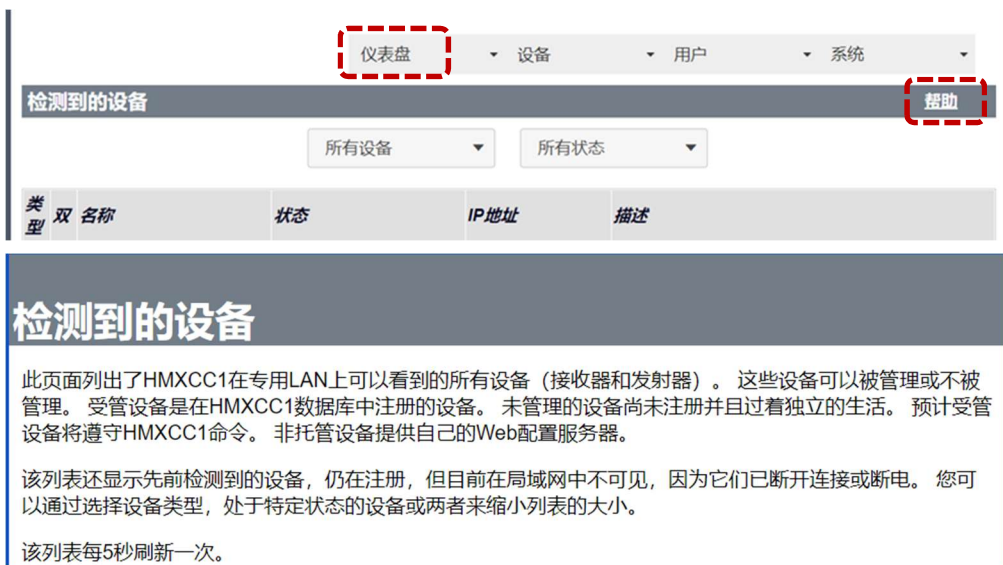 仪表盘 设备 用户 系统
检测到的设备 帮助
所有设备 所有状态
类型 双 名称 状态 IP地址 描述
检测到的设备
此页面列出了HMXCC1在专用LAN上可以看到的所有设备（接收器和发射器）。 这些设备可以被管理或不被
管理。 受管设备是在HMXCC1数据库中注册的设备。 未管理的设备尚未注册并且过着独立的生活。 预计受管
设备将遵守HMXCC1命令。 非托管设备提供自己的Web配置服务器。
该列表还显示先前检测到的设备，仍在注册，但目前在局域网中不可见，因为它们已断开连接或断电。 您可
以通过选择设备类型，处于特定状态的设备或两者来缩小列表的大小。
该列表每5秒刷新一次。